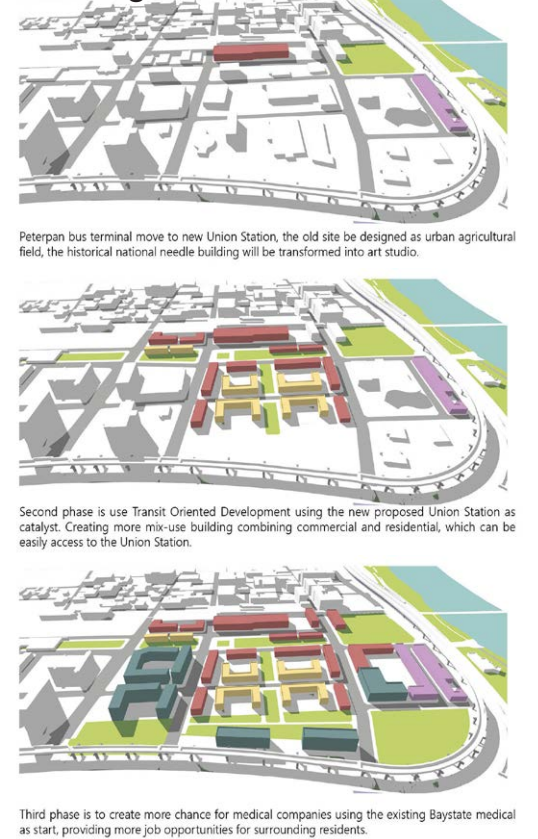 Peterpan bus terminal move to new Union Station, the old site be designed as urban agricultural
field, the historical national needle building will be transformed into art studio.
Second phase is use Transit Oriented Development using the new proposed Union Station as
catalyst. Creating more mix-use building combining commercial and residential, which can be
easily access to the Union Station.
Third phase is to create more chance for medical companies using the existing Baystate medical
as start, providing more job opportunities for surrounding residents.